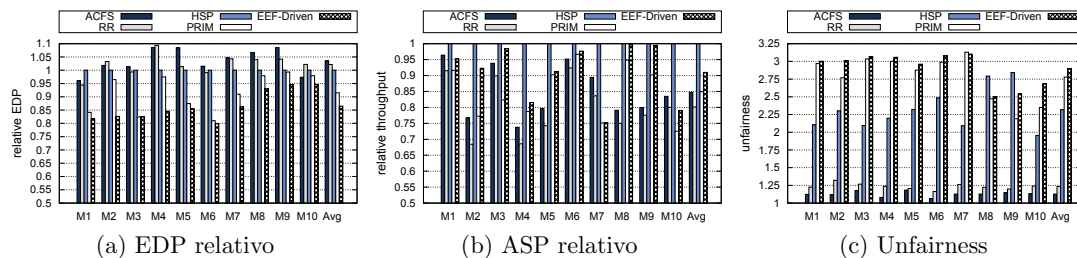 ACFS HSP EEF-Driven
RR PRIM
relative EDP
1.1
1.05
1
0.95
0.9
0.85
0.8
0.75
0.7
0.65
0.6
0.55
0.5
M1 M2 M3 M4 M5 M6 M7 M8 M9 M10 Avg
(a) EDP relativo
ACFS HSP EEF-Driven
RR PRIM
relative throughput
1
0.95
0.9
0.85
0.8
0.75
0.7
0.65
0.6
0.55
0.5
M1 M2 M3 M4 M5 M6 M7 M8 M9 M10 Avg
(b) ASP relativo
ACFS HSP EEF-Driven
RR PRIM
unfairness
3.25
3
2.75
2.5
2.25
2
1.75
1.5
1.25
1
M1 M2 M3 M4 M5 M6 M7 M8 M9 M10 Avg
(c) Unfairness